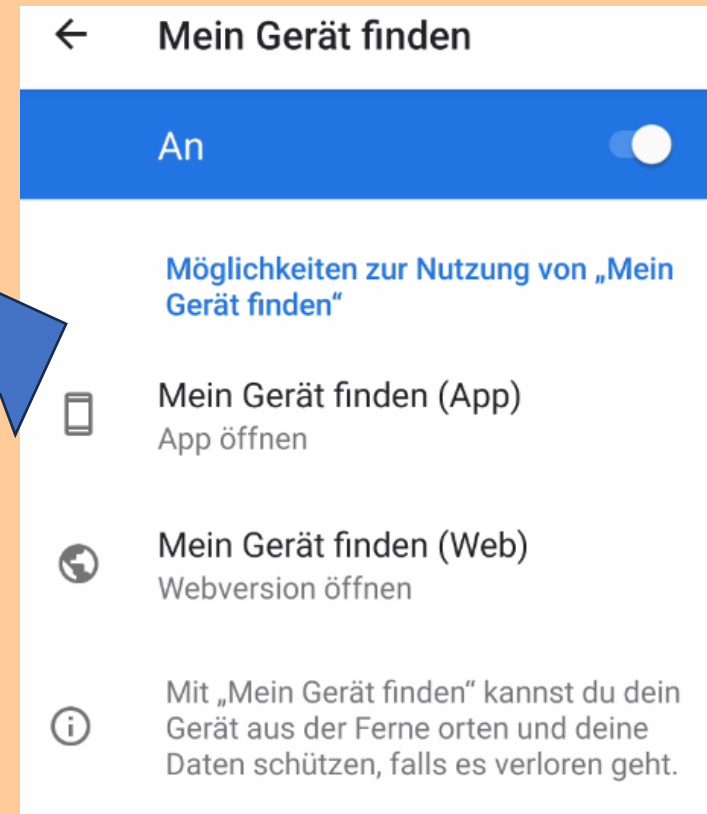 Mein Gerät finden
An
Möglichkeiten zur Nutzung von „Mein
Gerät finden“
Mein Gerät finden (App)
App öffnen
Mein Gerät finden (Web)
Webversion öffnen
Mit „Mein Gerät finden“ kannst du dein
Gerät aus der Ferne orten und deine
Daten schützen, falls es verloren geht.